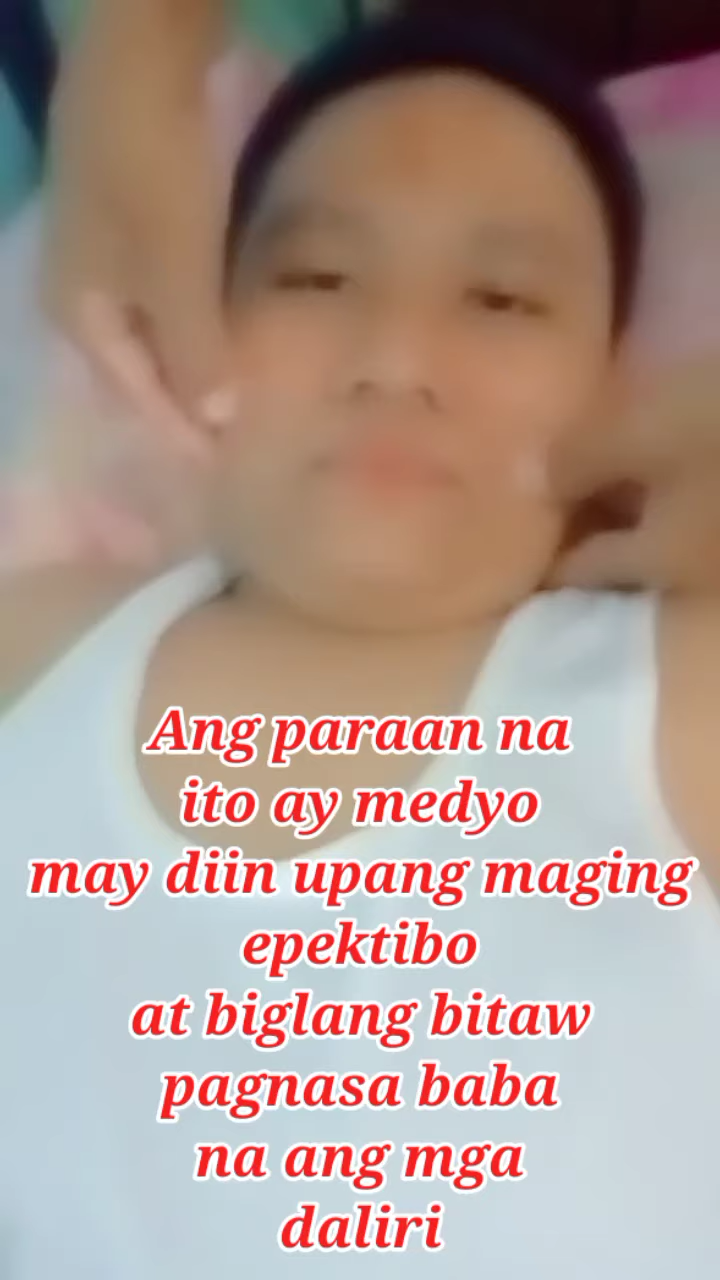 Ang paraan na
ito ay medyo
may diin upang maging
epektibo
at biglang bitaw
pagnasa baba
na ang mga
daliri